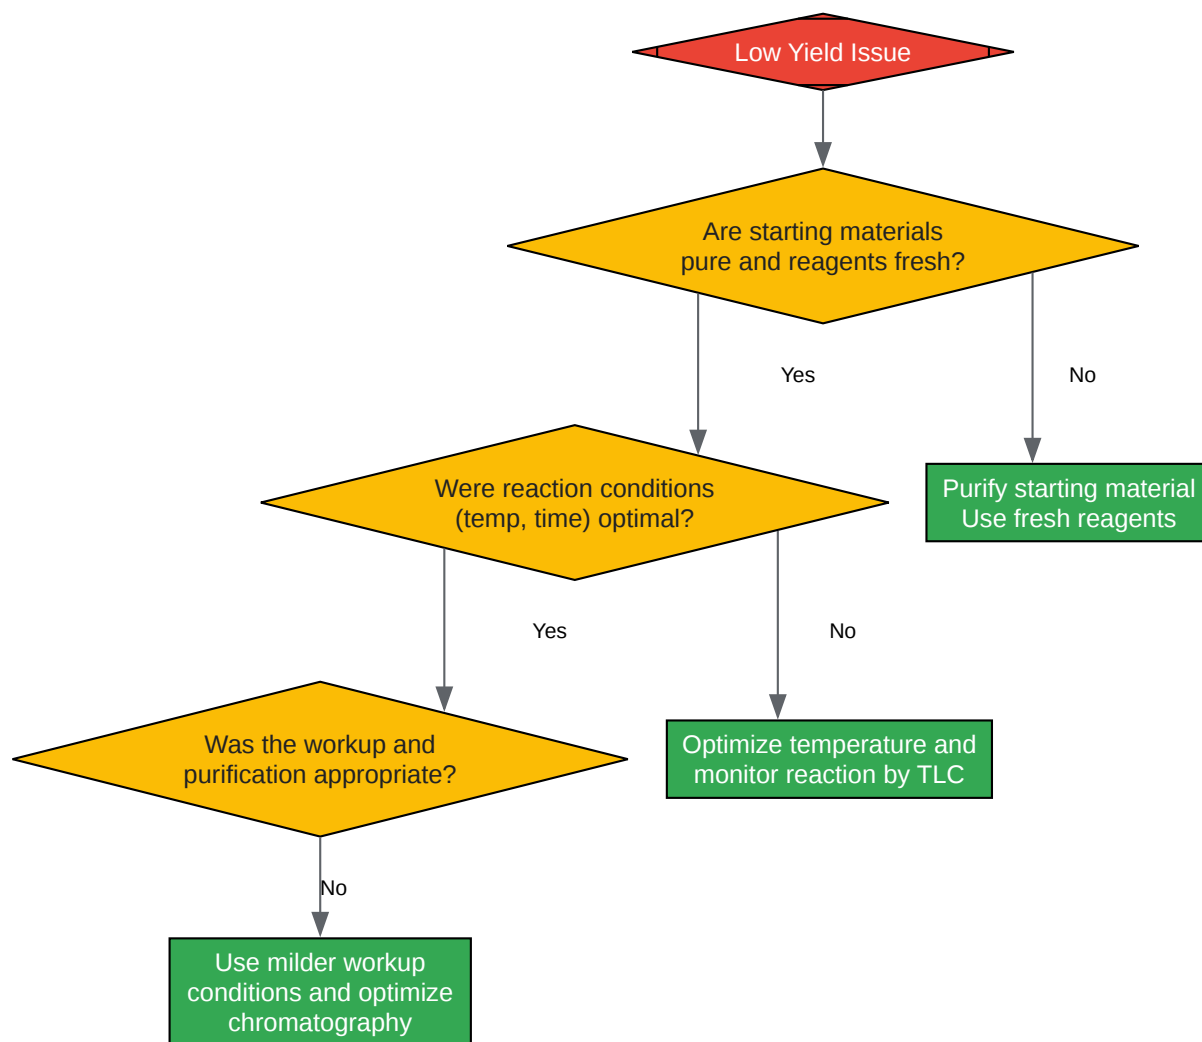 Low Yield Issue
Are starting materials
pure and reagents fresh?
Yes
No
Were reaction conditions
(temp, time) optimal?
Purify starting material
Use fresh reagents
Yes
No
Was the workup and
purification appropriate?
Optimize temperature and
monitor reaction by TLC
No
Use milder workup
conditions and optimize
chromatography